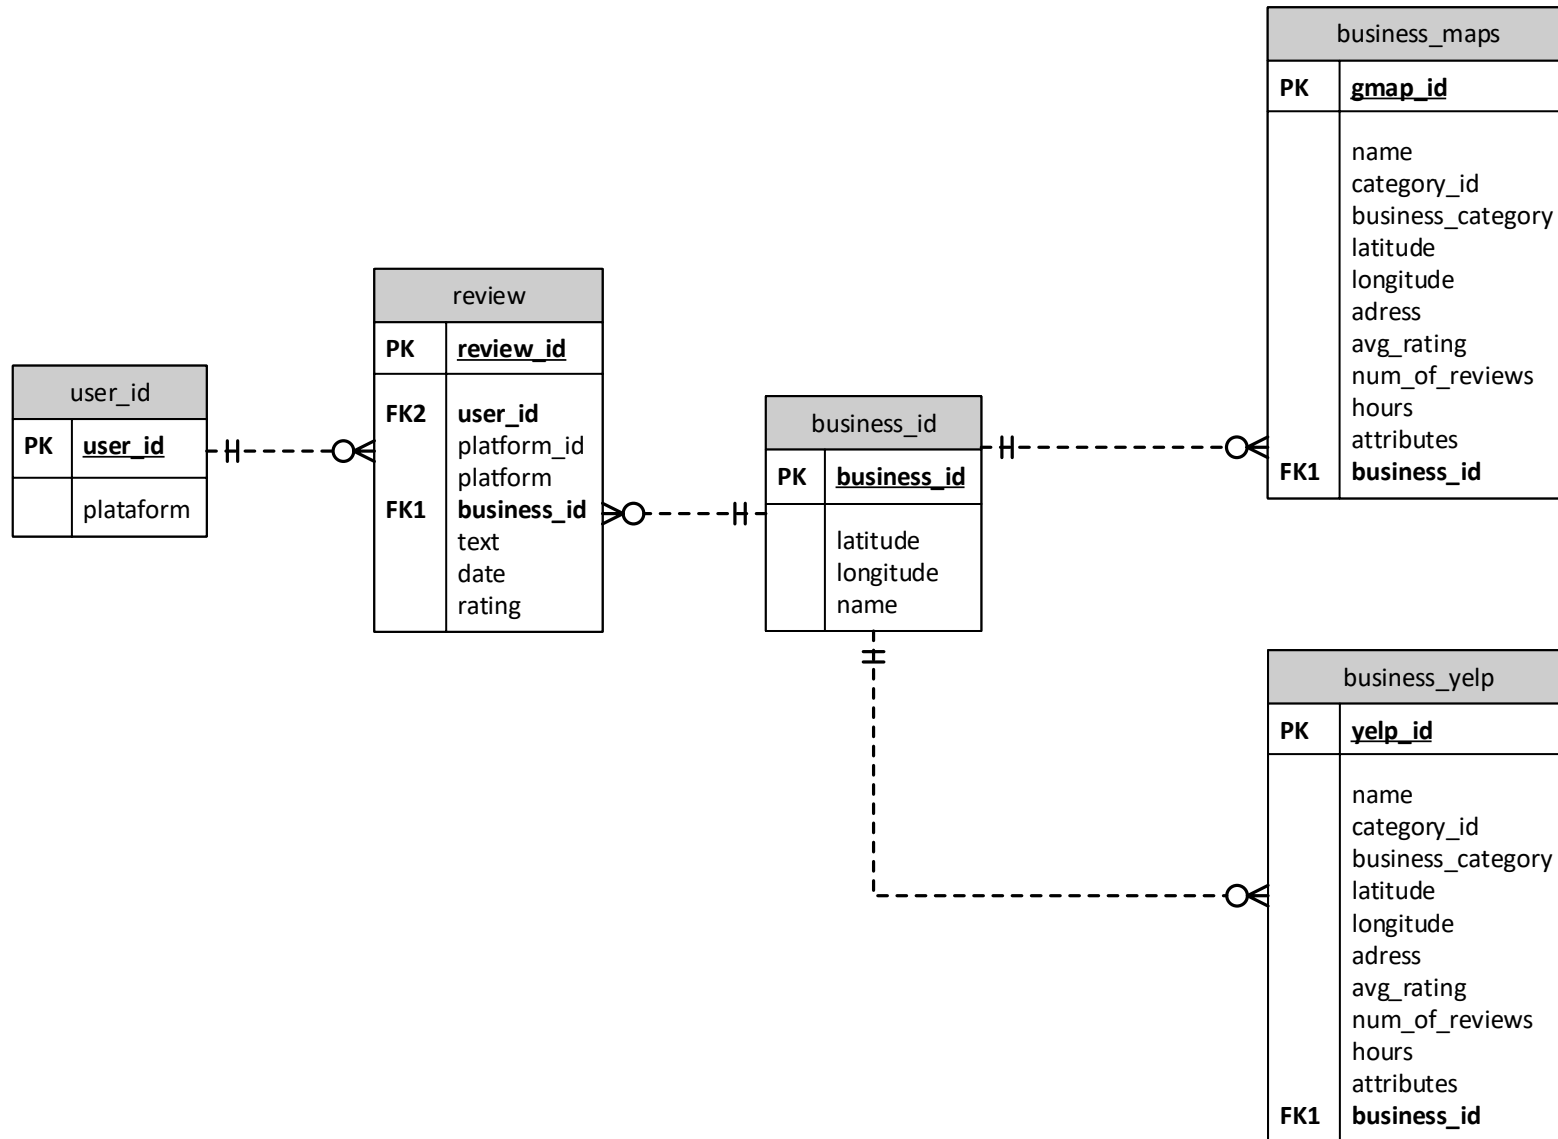 user_id
PK user_id
plataform
review
PK review_id
FK2 user_id
platform_id
platform
FK1 business_id
text
date
rating
business_id
PK business_id
latitude
longitude
name
business_maps
PK gmap_id
name
category_id
business_category
latitude
longitude
adress
avg_rating
num_of_reviews
hours
attributes
FK1 business_id
business_yelp
PK yelp_id
name
category_id
business_category
latitude
longitude
adress
avg_rating
num_of_reviews
hours
attributes
FK1 business_id